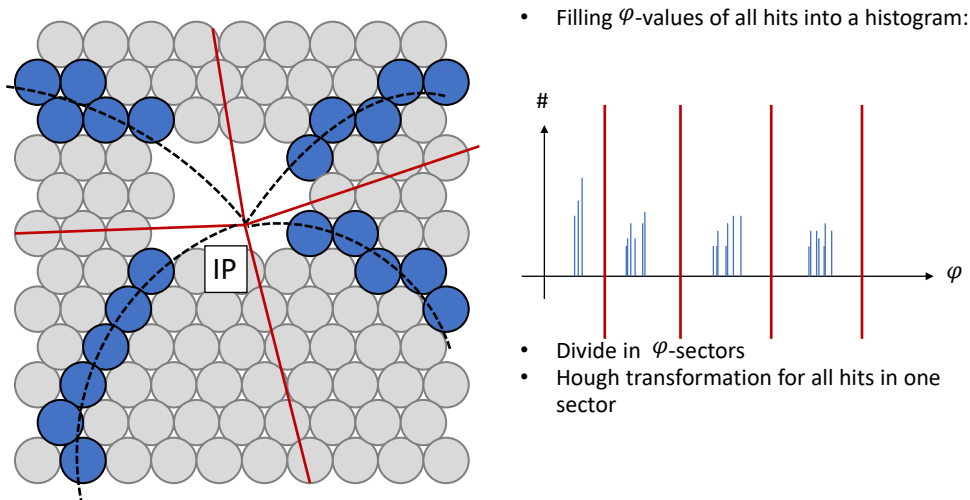 • Filling φ-values of all hits into a histogram:
#
IP
φ
• Divide in φ-sectors
• Hough transformation for all hits in one
sector